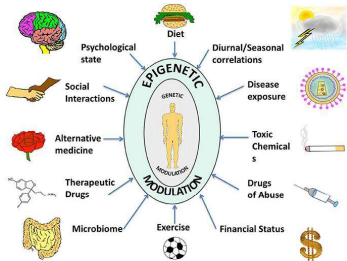 Diet
Psychological
state
Diurnal/Seasonal
correlations
Social
Interactions
EPIGENETIC
GENETIC
Disease
exposure
Alternative
medicine
Toxic
Chemical
s
Therapeutic
Drugs
MODULATION
MODULATION
Drugs
of Abuse
Microbiome
Exercise
Financial Status
$